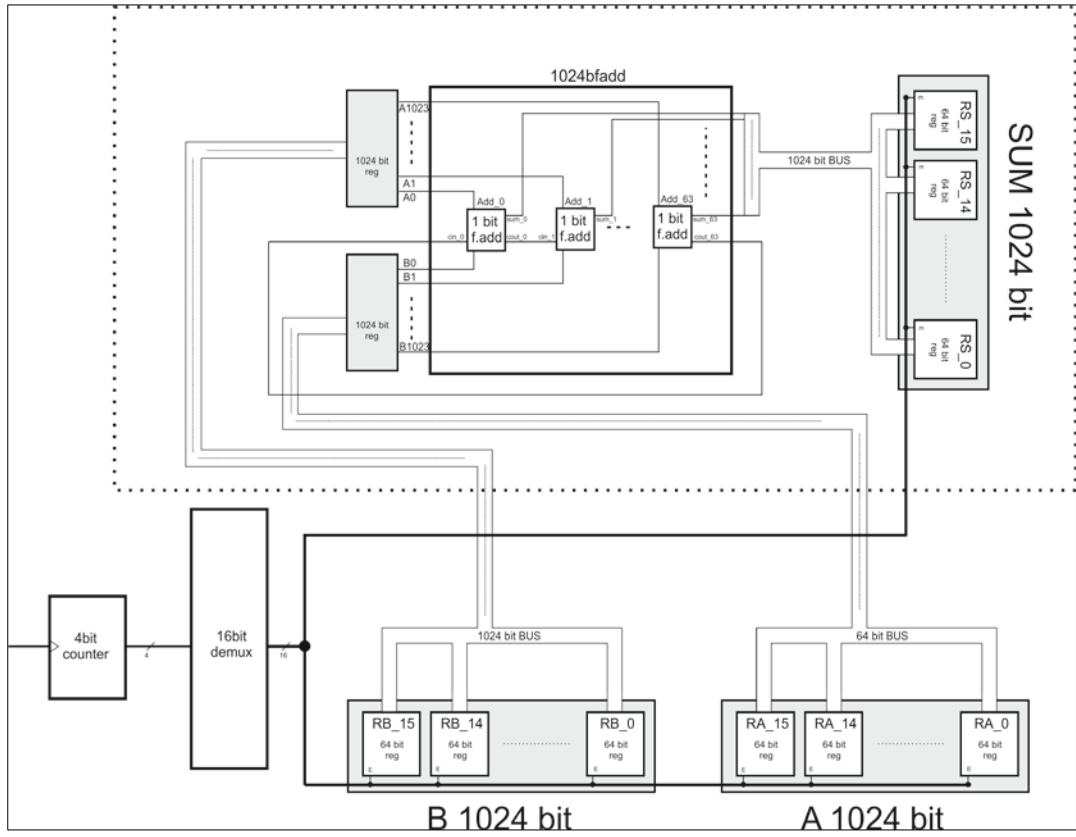 1024bfadd
A1023
1024 bit
reg
A1
A0
Add_0
1 bit
f.add
sum_0
cin_0
cout_0
Add_1
1 bit
f.add
sum_1
cin_1
Add_63
1 bit
f.add
sum_63
cout_63
B0
B1
1024 bit
reg
B1023
1024 bit BUS
E
64 bit
reg
RS_15
64 bit
reg
RS_14
E
64 bit
reg
RS_0
SUM 1024 bit
4bit
counter
4
16bit
demux
16
1024 bit BUS
RB_15
64 bit
reg
E
RB_14
64 bit
reg
RB_0
64 bit
reg
E
B 1024 bit
64 bit BUS
RA_15
64 bit
reg
E
RA_14
64 bit
reg
E
RA_0
64 bit
reg
E
A 1024 bit